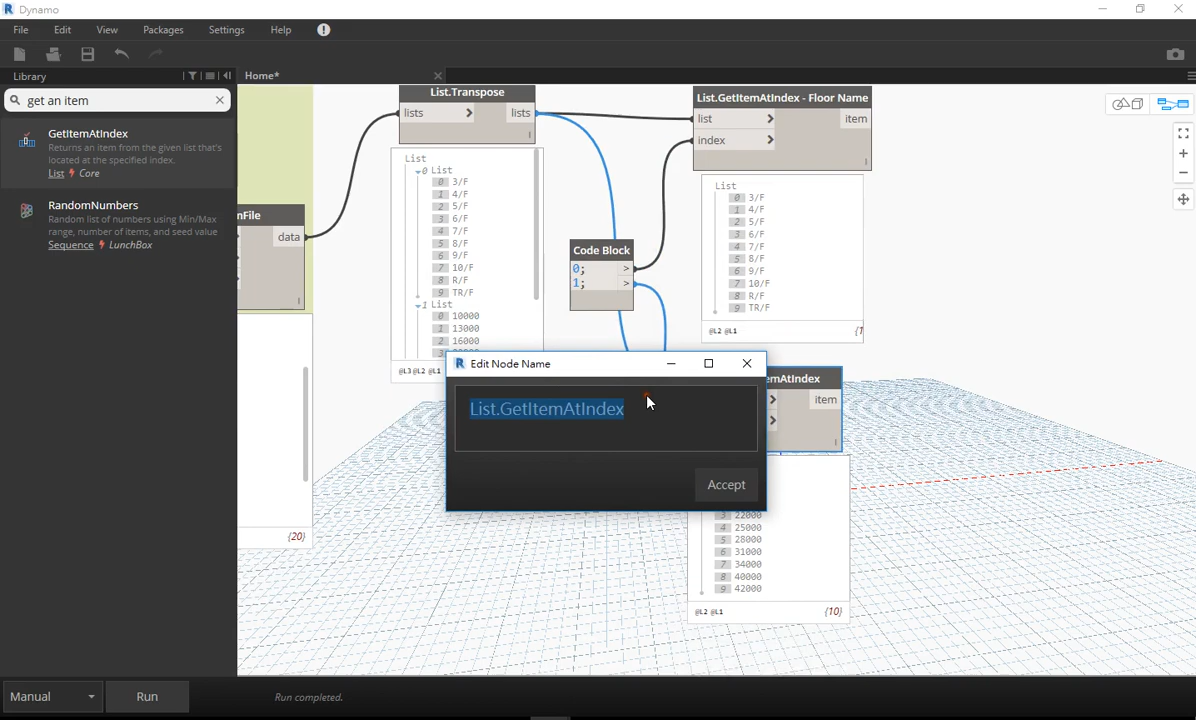 Dynamo
File Edit View Packages Settings Help
Library
Home*
get an item
GetItemAtIndex
Returns an item from the given list that's
located at the specified index.
List Core
RandomNumbers
Random list of numbers using Min/Max
range, number of items, and seed value
Sequence LunchBox
nFile
data >
{20}
List.Transpose
lists > lists
List
0 List
0 3/F
1 4/F
2 5/F
3 6/F
4 7/F
5 8/F
6 9/F
7 10/F
8 R/F
9 TR/F
1 List
0 10000
1 13000
2 16000
@L3 @L2 @L1
Code Block
0; >
1; >
List.GetItemAtIndex - Floor Name
list > item
index >
List
0 3/F
1 4/F
2 5/F
3 6/F
4 7/F
5 8/F
6 9/F
7 10/F
8 R/F
9 TR/F
@L2 @L1
Edit Node Name
List.GetItemAtIndex
Accept
emAtIndex
> item
>
3 22000
4 25000
5 28000
6 31000
7 34000
8 40000
9 42000
@L2 @L1 {10}
Manual Run Run completed.